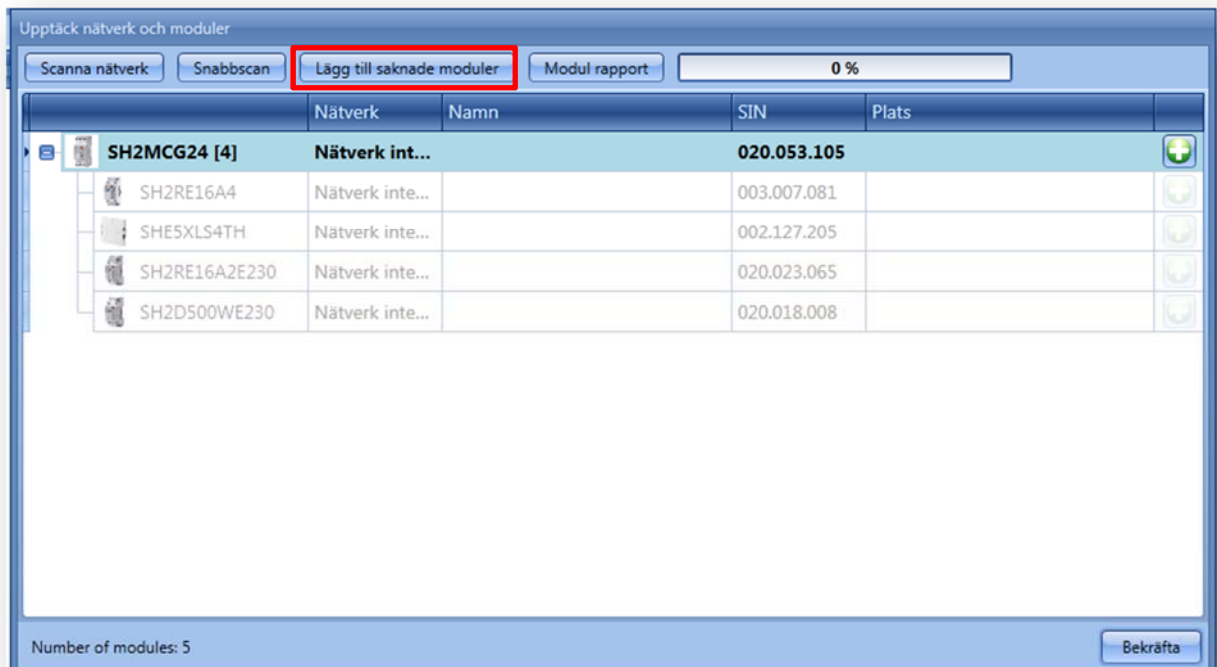 Upptäck nätverk och moduler
Scanna nätverk Snabbscan Lägg till saknade moduler Modul rapport 0 %
Nätverk Namn SIN Plats
SH2MCG24 [4] Nätverk int... 020.053.105
SH2RE16A4 Nätverk inte... 003.007.081
SHE5XLS4TH Nätverk inte... 002.127.205
SH2RE16A2E230 Nätverk inte... 020.023.065
SH2D500WE230 Nätverk inte... 020.018.008
Number of modules: 5 Bekräfta